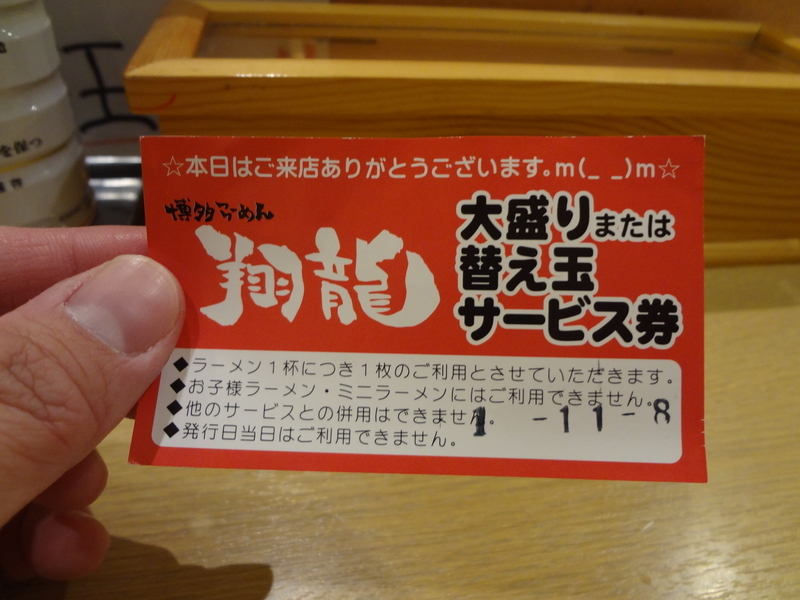 を保つ
☆本日はご来店ありがとうございます。m(_ _)m☆
博多らーめん
翔龍
大盛りまたは
替え玉
サービス券
◆ラーメン1杯につき1枚のご利用とさせていただきます。
◆お子様ラーメン・ミニラーメンにはご利用できません。
◆他のサービスとの併用はできません。
◆発行日当日はご利用できません。
1 -11-8